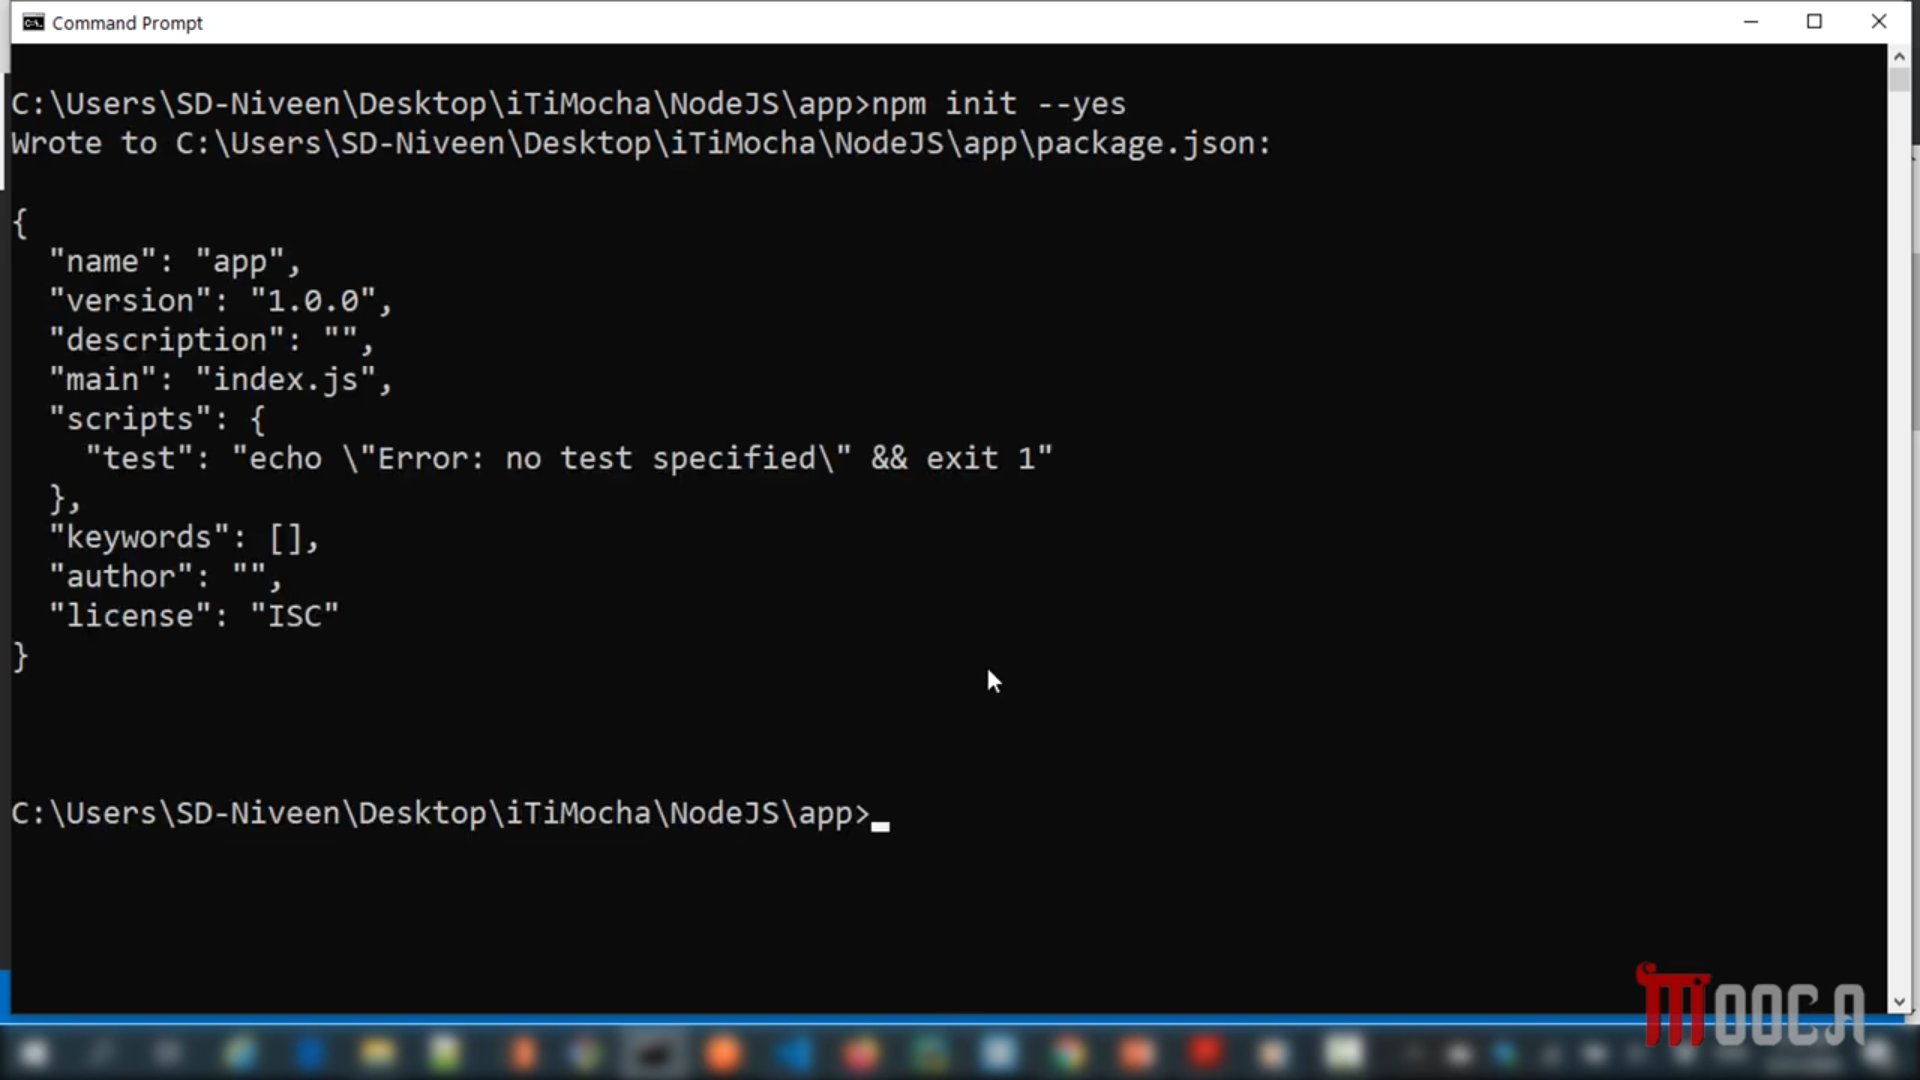 Command Prompt
C:\Users\SD-Niveen\Desktop\iTiMocha\NodeJS\app>npm init --yes
Wrote to C:\Users\SD-Niveen\Desktop\iTiMocha\NodeJS\app\package.json:
{
  "name": "app",
  "version": "1.0.0",
  "description": "",
  "main": "index.js",
  "scripts": {
    "test": "echo \"Error: no test specified\" && exit 1"
  },
  "keywords": [],
  "author": "",
  "license": "ISC"
}
C:\Users\SD-Niveen\Desktop\iTiMocha\NodeJS\app>
MOOCA